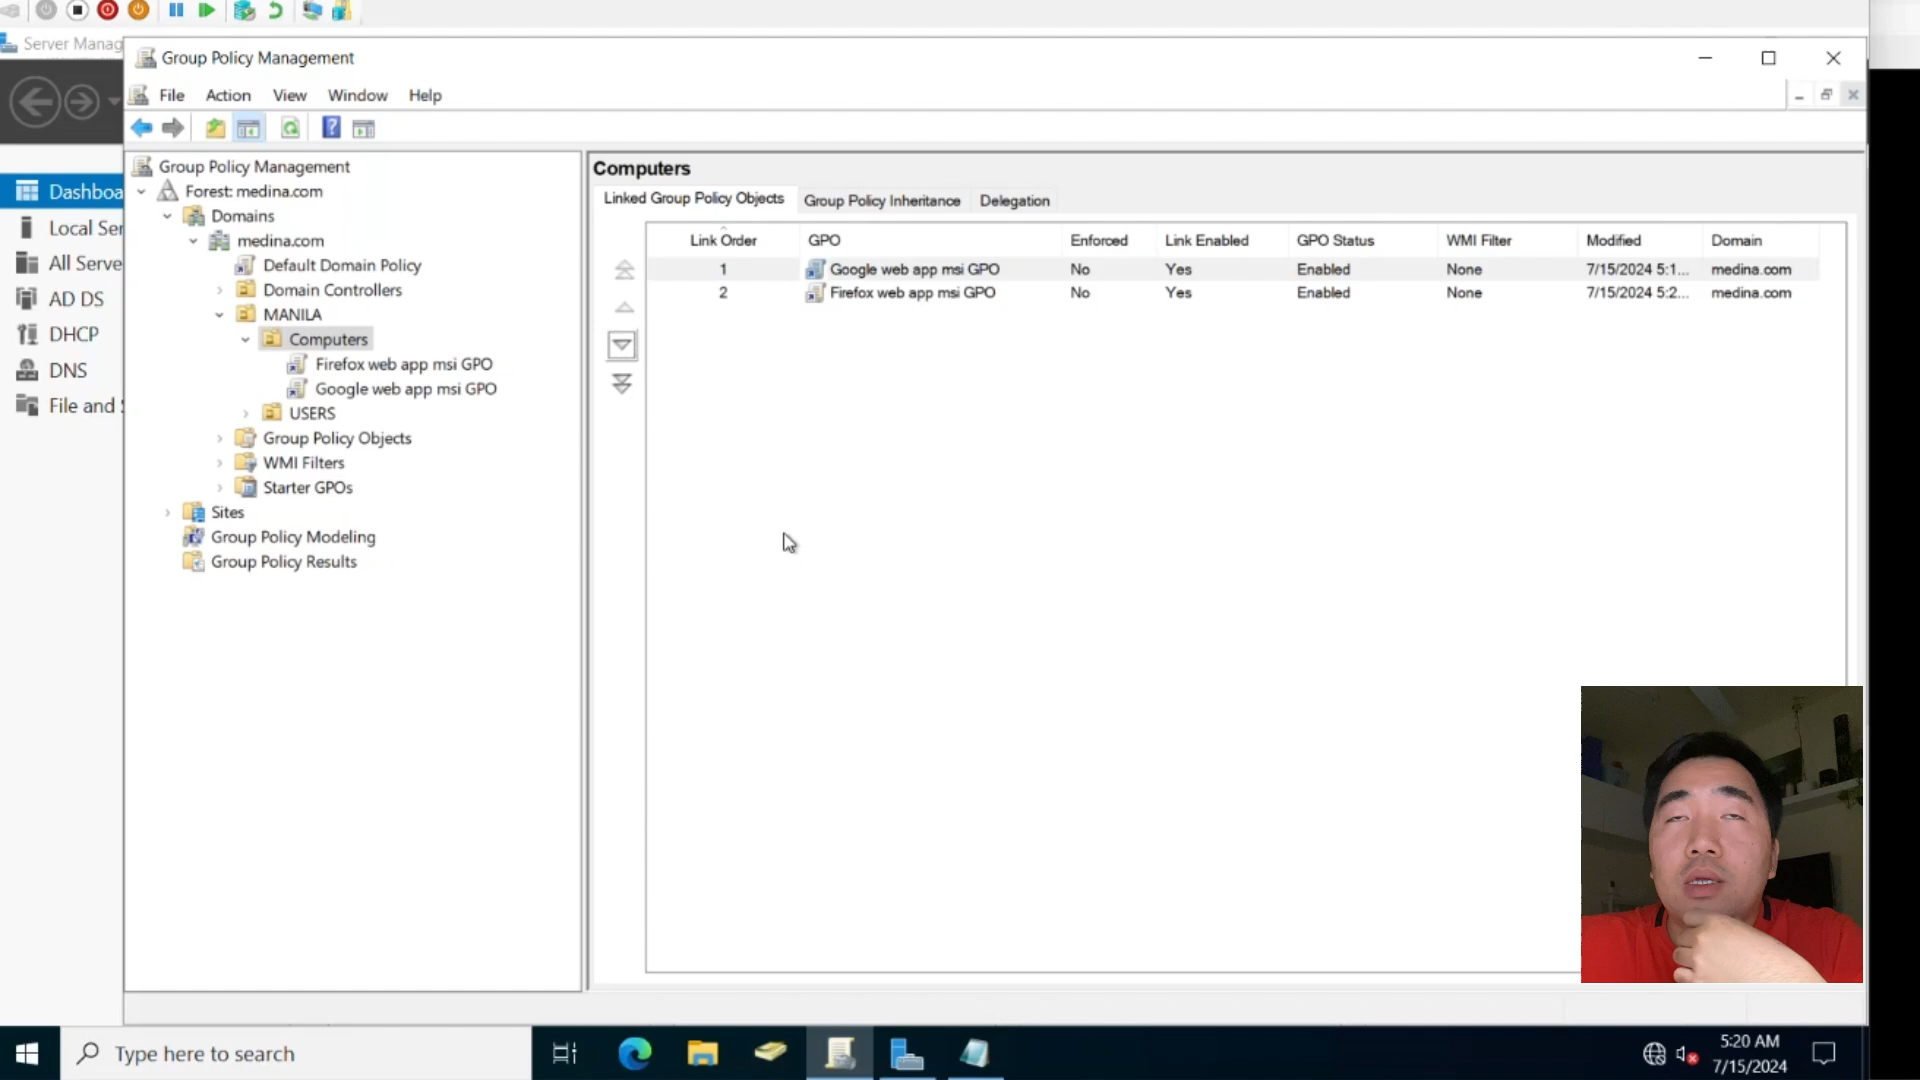 Server Manag
Group Policy Management
File Action View Window Help
Dashboa
Local Ser
All Serve
AD DS
DHCP
DNS
File and S
Group Policy Management
Forest: medina.com
Domains
medina.com
Default Domain Policy
Domain Controllers
MANILA
Computers
Firefox web app msi GPO
Google web app msi GPO
USERS
Group Policy Objects
WMI Filters
Starter GPOs
Sites
Group Policy Modeling
Group Policy Results
Computers
Linked Group Policy Objects Group Policy Inheritance Delegation
Link Order GPO Enforced Link Enabled GPO Status WMI Filter Modified Domain
1 Google web app msi GPO No Yes Enabled None 7/15/2024 5:1... medina.com
2 Firefox web app msi GPO No Yes Enabled None 7/15/2024 5:2... medina.com
Type here to search
5:20 AM
7/15/2024